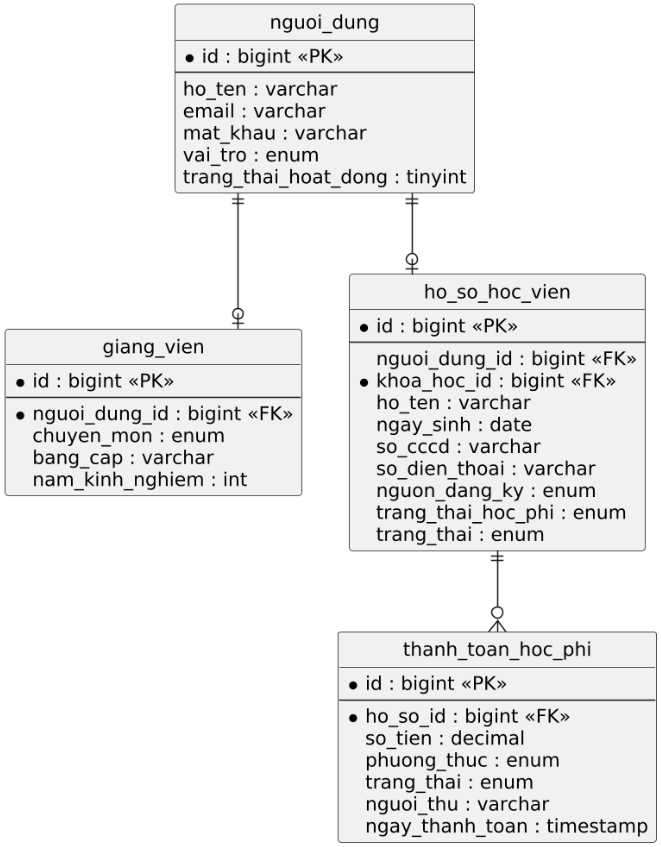 nguoi_dung
id : bigint «PK»
ho_ten : varchar
email : varchar
mat_khau : varchar
vai_tro : enum
trang_thai_hoat_dong : tinyint
giang_vien
id : bigint «PK»
nguoi_dung_id : bigint «FK»
chuyen_mon : enum
bang_cap : varchar
nam_kinh_nghiem : int
ho_so_hoc_vien
id : bigint «PK»
nguoi_dung_id : bigint «FK»
khoa_hoc_id : bigint «FK»
ho_ten : varchar
ngay_sinh : date
so_cccd : varchar
so_dien_thoai : varchar
nguon_dang_ky : enum
trang_thai_hoc_phi : enum
trang_thai : enum
thanh_toan_hoc_phi
id : bigint «PK»
ho_so_id : bigint «FK»
so_tien : decimal
phuong_thuc : enum
trang_thai : enum
nguoi_thu : varchar
ngay_thanh_toan : timestamp